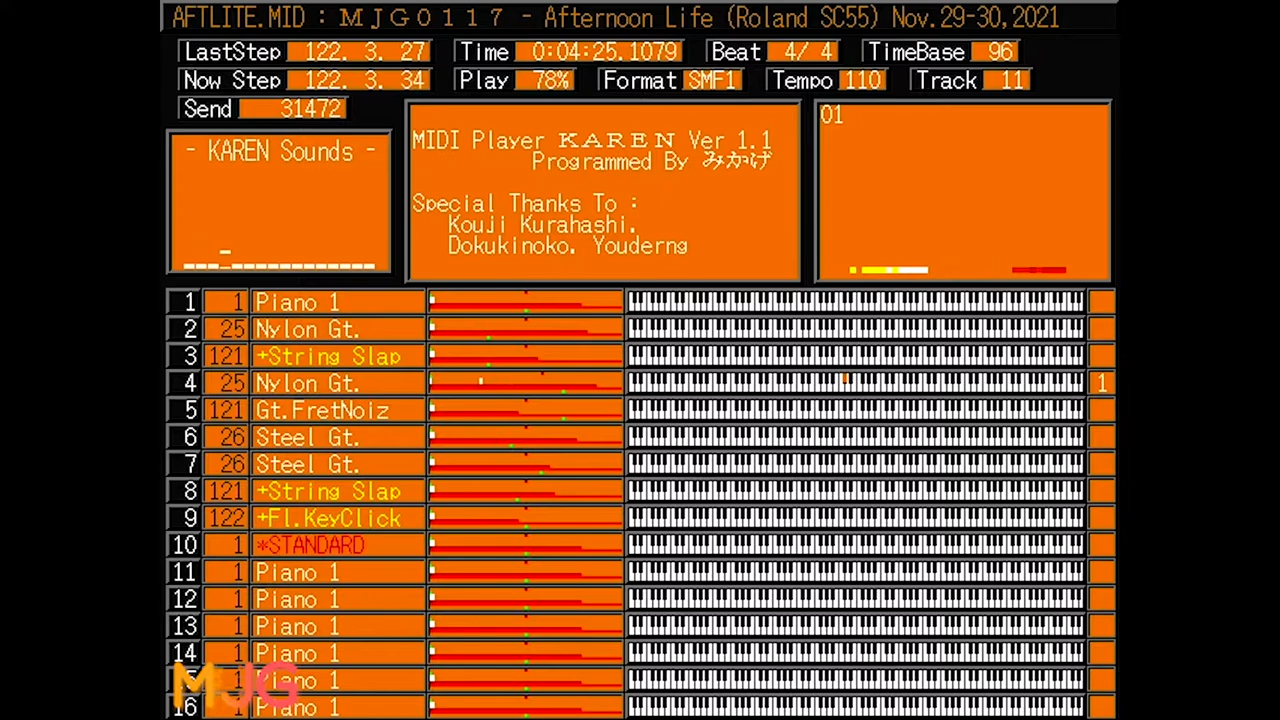 AFTLITE.MID : MJG0117 - Afternoon Life (Roland SC55) Nov.29-30,2021
LastStep 122. 3. 27 Time 0:04:25.1079 Beat 4/ 4 TimeBase 96
Now Step 122. 3. 34 Play 78% Format SMF1 Tempo 110 Track 11
Send 31472
- KAREN Sounds -
MIDI Player KAREN Ver 1.1
Programmed By みかげ
Special Thanks To :
Kouji Kurahashi.
Dokukinoko. Youderng
01
1 1 Piano 1
2 25 Nylon Gt.
3 121 +String Slap
4 25 Nylon Gt. 1
5 121 Gt.FretNoiz
6 26 Steel Gt.
7 26 Steel Gt.
8 121 +String Slap
9 122 +Fl.KeyClick
10 1 *STANDARD
11 1 Piano 1
12 1 Piano 1
13 1 Piano 1
14 1 Piano 1
15 1 Piano 1
16 1 Piano 1
MJG